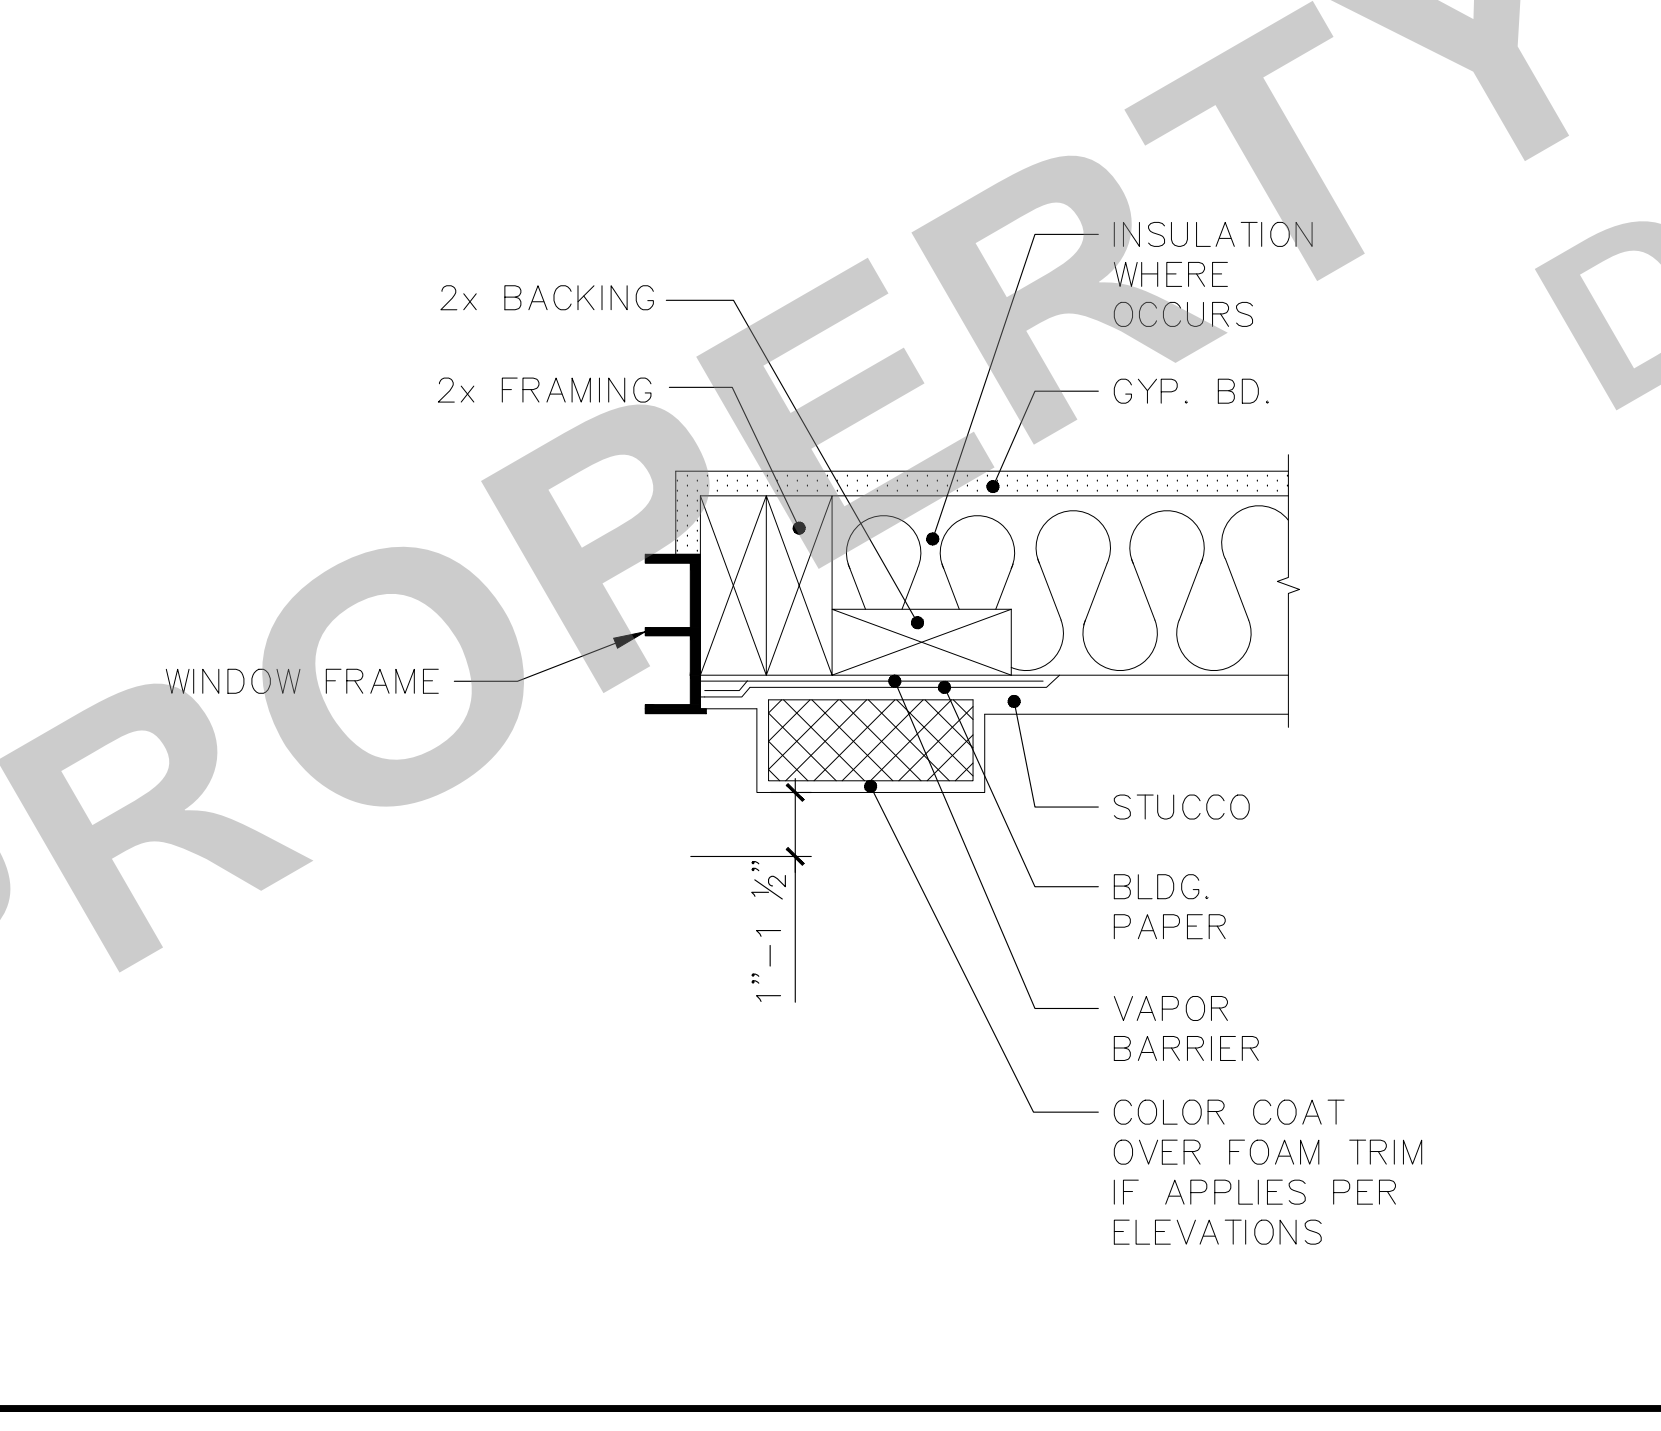 PROPERTY
D
INSULATION
WHERE
OCCURS
2x BACKING
2x FRAMING
GYP. BD.
WINDOW FRAME
STUCCO
1"–1 ½"
BLDG.
PAPER
VAPOR
BARRIER
COLOR COAT
OVER FOAM TRIM
IF APPLIES PER
ELEVATIONS